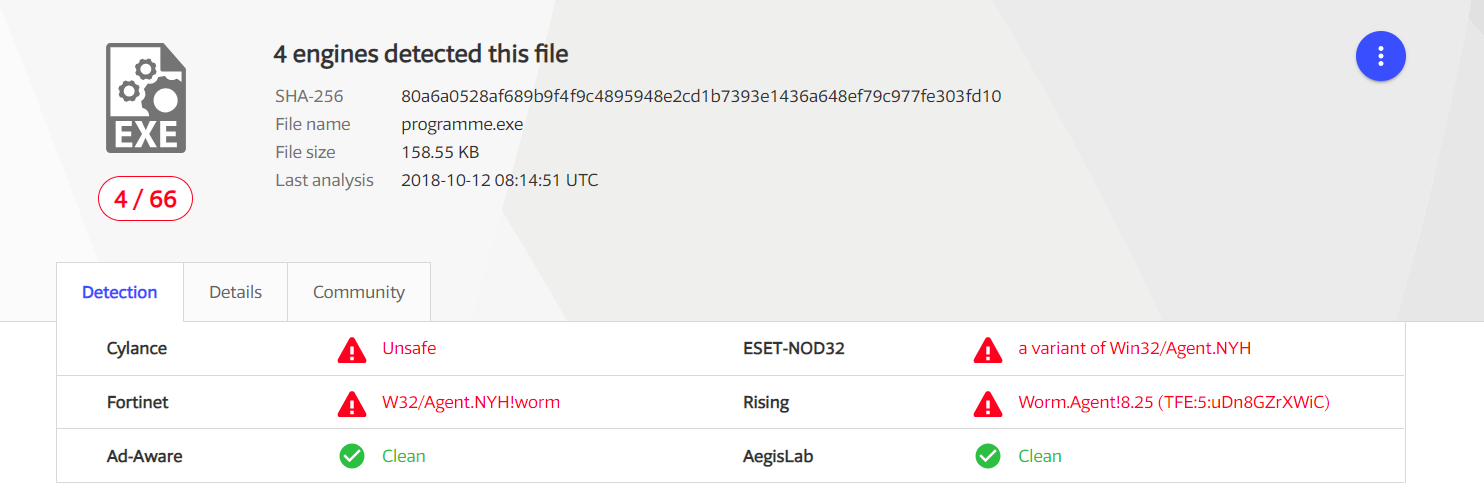 4 engines detected this file
SHA-256 80a6a0528af689b9f4f9c4895948e2cd1b7393e1436a648ef79c977fe303fd10
File name programme.exe
File size 158.55 KB
Last analysis 2018-10-12 08:14:51 UTC
EXE
4 / 66
Detection Details Community
Cylance Unsafe ESET-NOD32 a variant of Win32/Agent.NYH
Fortinet W32/Agent.NYH!worm Rising Worm.Agent!8.25 (TFE:5:uDn8GZrXWiC)
Ad-Aware Clean AegisLab Clean